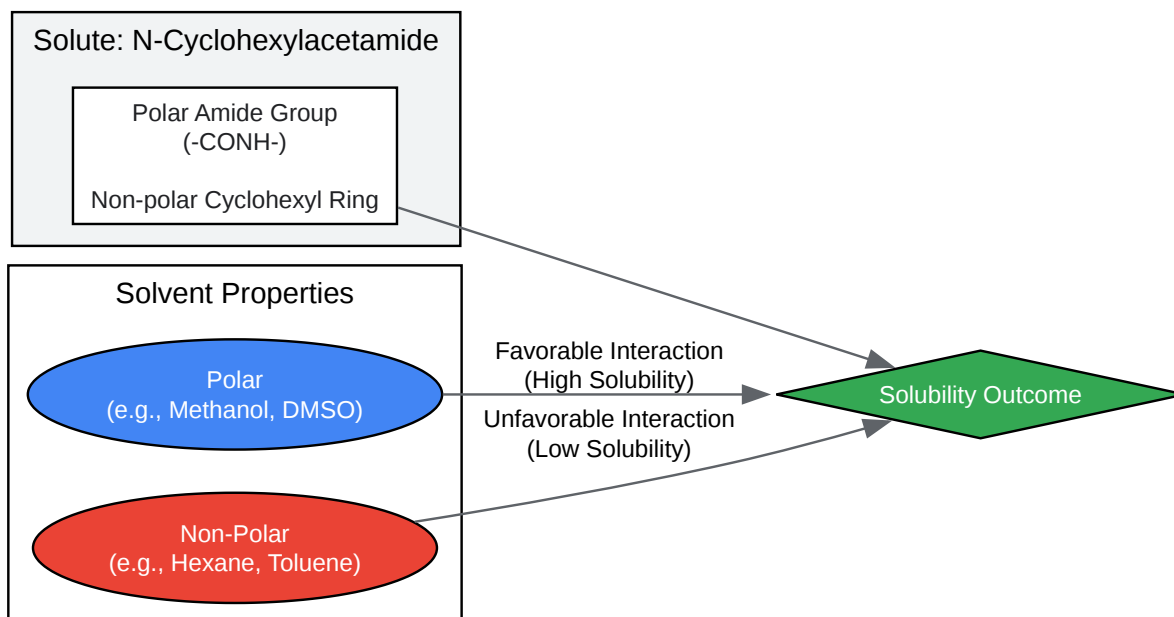 Solute: N-Cyclohexylacetamide
Polar Amide Group
(-CONH-)
Non-polar Cyclohexyl Ring
Solvent Properties
Polar
(e.g., Methanol, DMSO)
Non-Polar
(e.g., Hexane, Toluene)
Favorable Interaction
(High Solubility)
Unfavorable Interaction
(Low Solubility)
Solubility Outcome